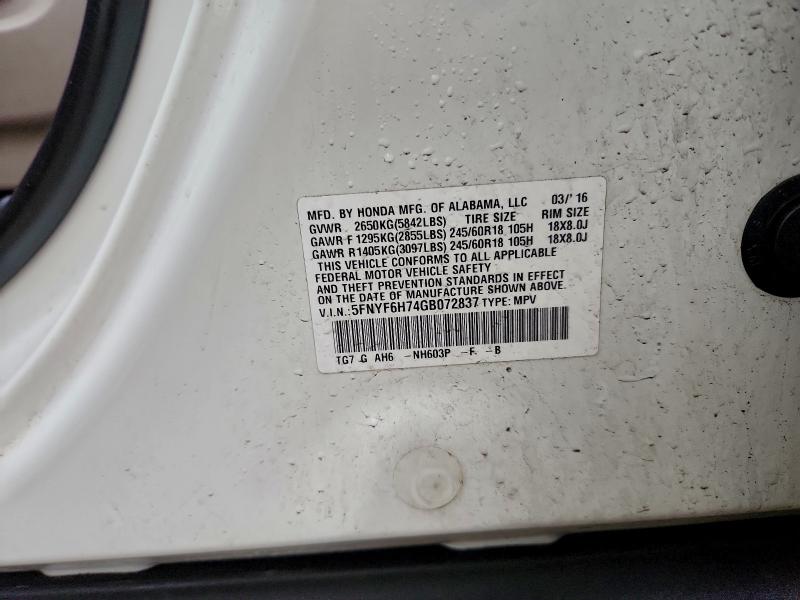 MFD. BY HONDA MFG. OF ALABAMA, LLC 03/'16
GVWR 2650KG(5842LBS) TIRE SIZE RIM SIZE
GAWR F 1295KG(2855LBS) 245/60R18 105H 18X8.0J
GAWR R1405KG(3097LBS) 245/60R18 105H 18X8.0J
THIS VEHICLE CONFORMS TO ALL APPLICABLE
FEDERAL MOTOR VEHICLE SAFETY
AND THEFT PREVENTION STANDARDS IN EFFECT
ON THE DATE OF MANUFACTURE SHOWN ABOVE.
V.I.N.:5FNYF6H74GB072837 TYPE: MPV
TG7 G AH6 -NH603P -F. -B